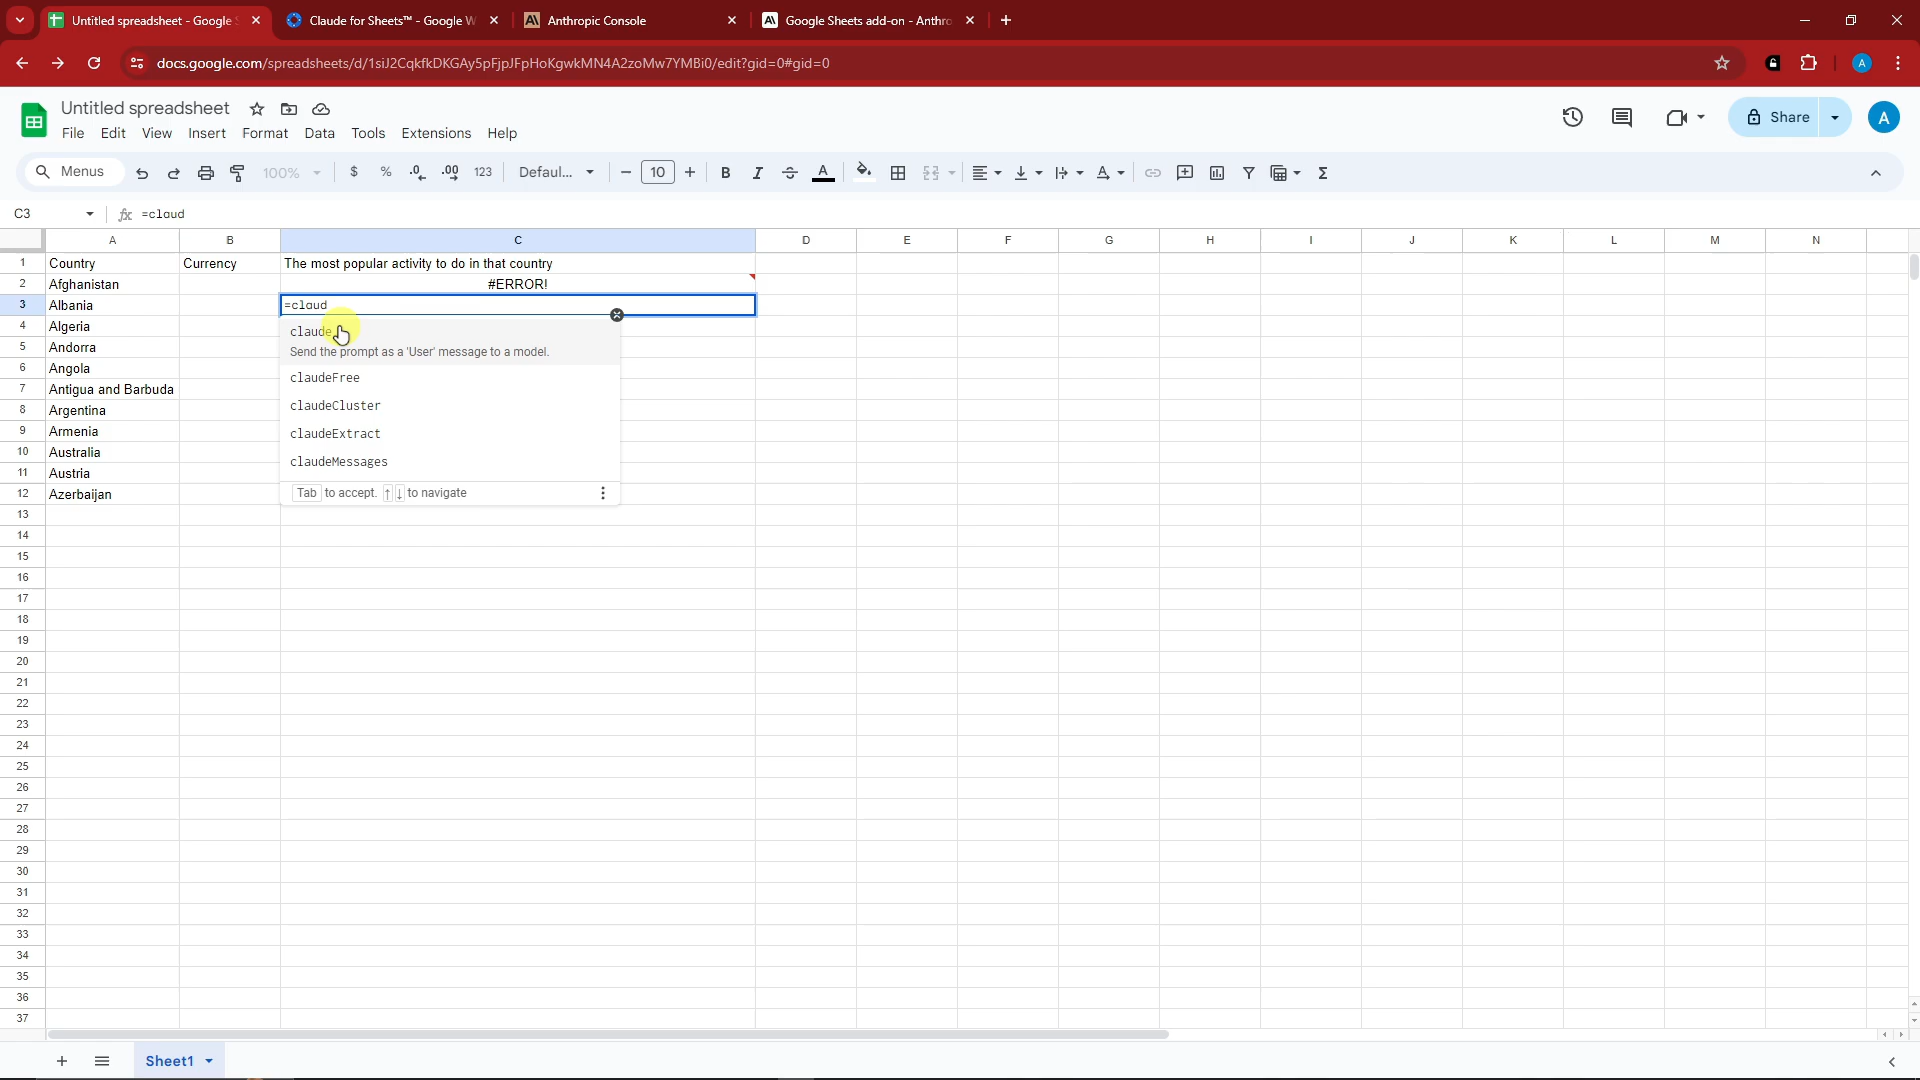 Untitled spreadsheet - Google S
Claude for Sheets™ - Google W
Anthropic Console
Google Sheets add-on - Anthro
docs.google.com/spreadsheets/d/1siJ2CqkfkDKGAy5pFjpJFpHoKgwkMN4A2zoMw7YMBi0/edit?gid=0#gid=0
A
Untitled spreadsheet
File Edit View Insert Format Data Tools Extensions Help
Share
A
Menus 100% $ % .0 .00 123 Defaul... 10 B I A
C3 fx =claud
A B C D E F G H I J K L M N
1 Country Currency The most popular activity to do in that country
2 Afghanistan #ERROR!
3 Albania =claud
4 Algeria
5 Andorra
6 Angola
7 Antigua and Barbuda
8 Argentina
9 Armenia
10 Australia
11 Austria
12 Azerbaijan
claude
Send the prompt as a 'User' message to a model.
claudeFree
claudeCluster
claudeExtract
claudeMessages
Tab to accept. ↑ ↓ to navigate
13
14
15
16
17
18
19
20
21
22
23
24
25
26
27
28
29
30
31
32
33
34
35
36
37
Sheet1